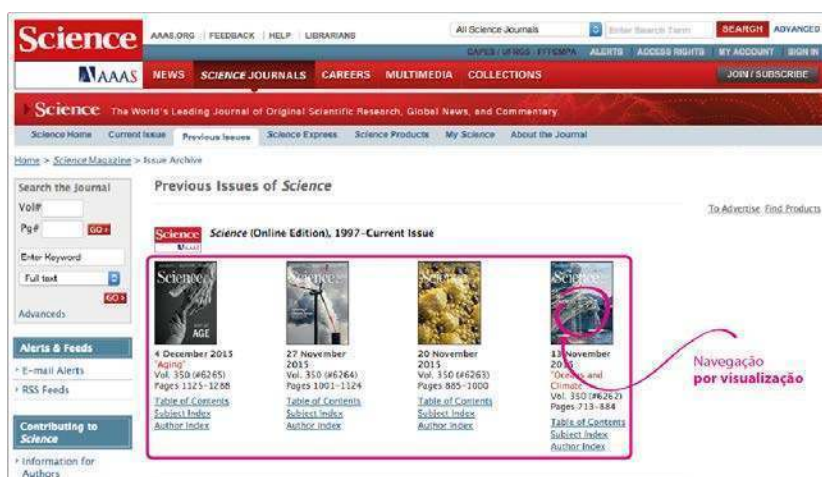 Science
AAAS.ORG | FEEDBACK | HELP | LIBRARIANS
All Science Journals
Enter Search Term
SEARCH ADVANCED
CAPES / UFRGS - FFFCMPA ALERTS ACCESS RIGHTS MY ACCOUNT SIGN IN
AAAS
NEWS SCIENCE JOURNALS CAREERS MULTIMEDIA COLLECTIONS
JOIN / SUBSCRIBE
Science The World's Leading Journal of Original Scientific Research, Global News, and Commentary.
Science Home Current Issue Previous Issues Science Express Science Products My Science About the Journal
Home > Science Magazine > Issue Archive
Search the Journal
Vol#
Pg# GO
Enter Keyword
Full text
GO
Advanced
Alerts & Feeds
E-mail Alerts
RSS Feeds
Contributing to
Science
Information for
Authors
Previous Issues of Science
To Advertise Find Products
Science
Science (Online Edition), 1997-Current Issue
Science
AGE
4 December 2015
"Aging"
Vol. 350 (#6265)
Pages 1125-1288
Table of Contents
Subject Index
Author Index
Science
27 November
2015
Vol. 350 (#6264)
Pages 1001-1124
Table of Contents
Subject Index
Author Index
Science
20 November
2015
Vol. 350 (#6263)
Pages 885-1000
Table of Contents
Subject Index
Author Index
Science
13 November
2015
"Oceans and
Climate"
Vol. 350 (#6262)
Pages 713-884
Table of Contents
Subject Index
Author Index
Navegação
por visualização